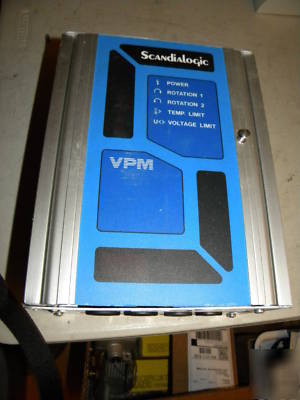 ScandiaLogic
POWER
ROTATION 1
ROTATION 2
TEMP. LIMIT
U<> VOLTAGE LIMIT
VPM